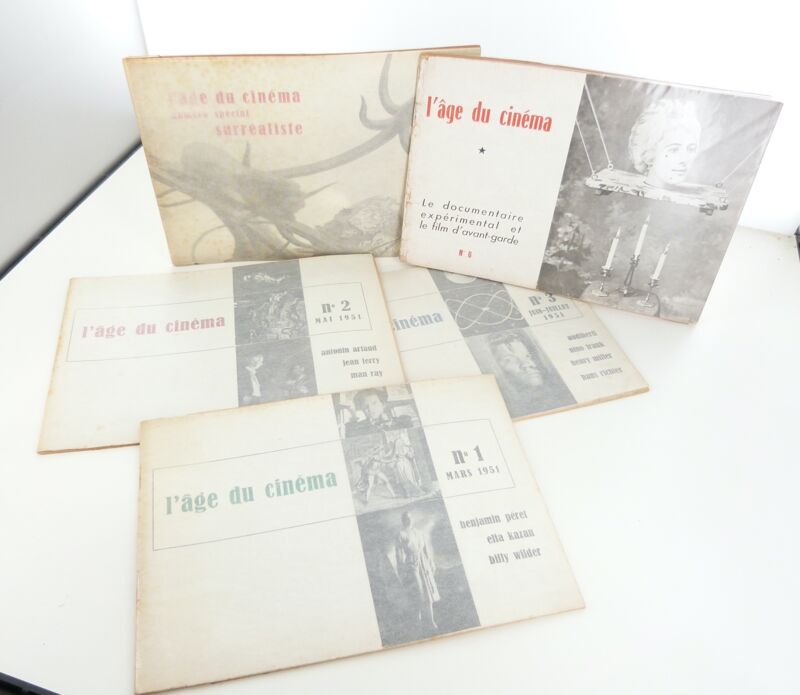 l'âge du cinéma
numéro spécial
surréaliste
l'âge du cinéma
Le documentaire
expérimental et
le film d'avant-garde
N° 6
l'âge du cinéma
n° 2
MAI 1951
antonin artaud
jean ferry
man ray
cinéma
n° 3
JUIN-JUILLET
1951
nino frank
henry miller
hans richter
l'âge du cinéma
n° 1
MARS 1951
benjamin péret
elia kazan
billy wilder